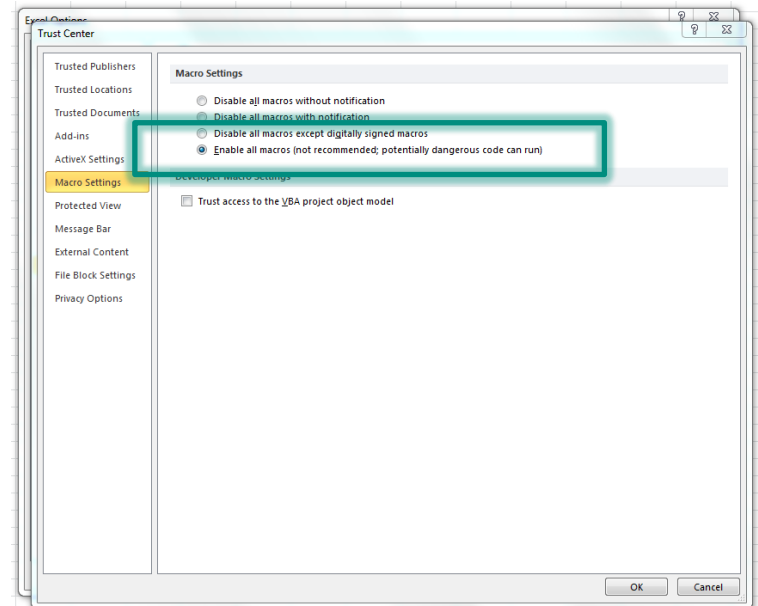 Excel Options
Trust Center
Trusted Publishers
Trusted Locations
Trusted Documents
Add-ins
ActiveX Settings
Macro Settings
Protected View
Message Bar
External Content
File Block Settings
Privacy Options
Macro Settings
Disable all macros without notification
Disable all macros with notification
Disable all macros except digitally signed macros
Enable all macros (not recommended; potentially dangerous code can run)
Developer Macro Settings
Trust access to the VBA project object model
OK Cancel